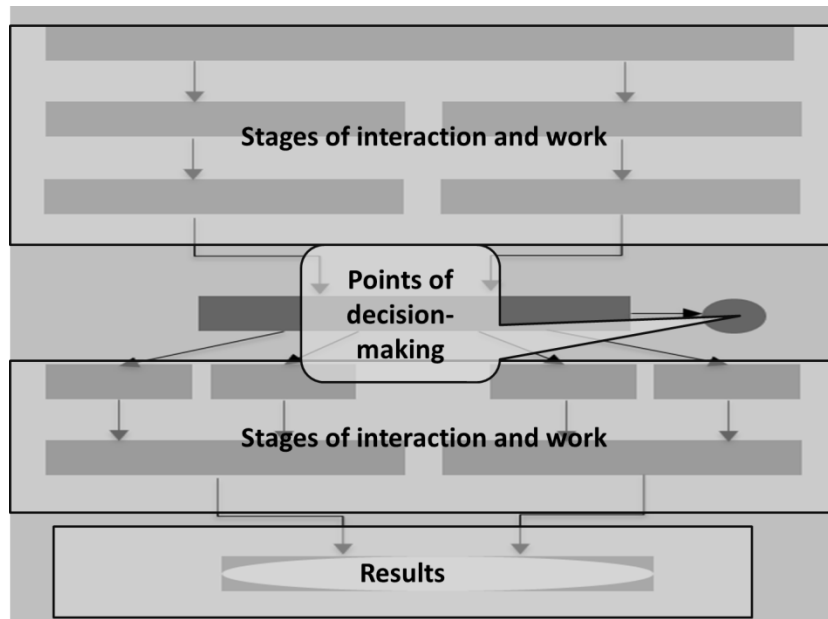 Stages of interaction and work
Points of
decision-
making
Stages of interaction and work
Results